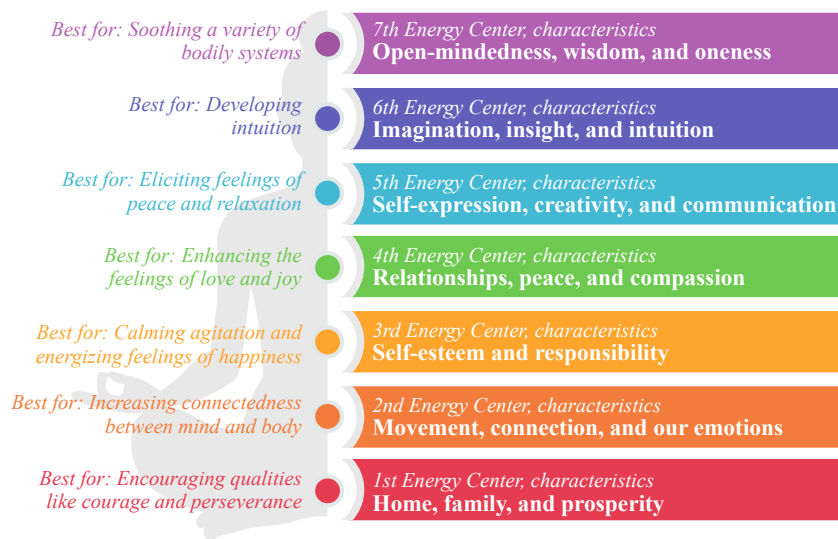 Best for: Soothing a variety of
bodily systems
7th Energy Center, characteristics
Open-mindedness, wisdom, and oneness
Best for: Developing
intuition
6th Energy Center, characteristics
Imagination, insight, and intuition
Best for: Eliciting feelings of
peace and relaxation
5th Energy Center, characteristics
Self-expression, creativity, and communication
Best for: Enhancing the
feelings of love and joy
4th Energy Center, characteristics
Relationships, peace, and compassion
Best for: Calming agitation and
energizing feelings of happiness
3rd Energy Center, characteristics
Self-esteem and responsibility
Best for: Increasing connectedness
between mind and body
2nd Energy Center, characteristics
Movement, connection, and our emotions
Best for: Encouraging qualities
like courage and perseverance
1st Energy Center, characteristics
Home, family, and prosperity